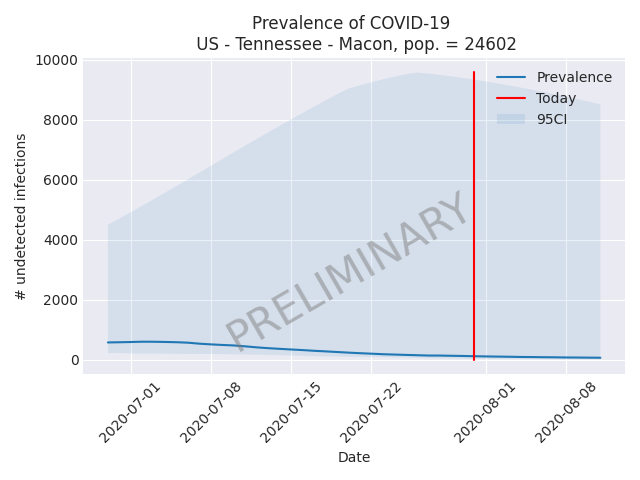 Prevalence of COVID-19
US - Tennessee - Macon, pop. = 24602
# undetected infections
10000
8000
6000
4000
2000
0
Prevalence
Today
95CI
PRELIMINARY
2020-07-01
2020-07-08
2020-07-15
2020-07-22
2020-08-01
2020-08-08
Date